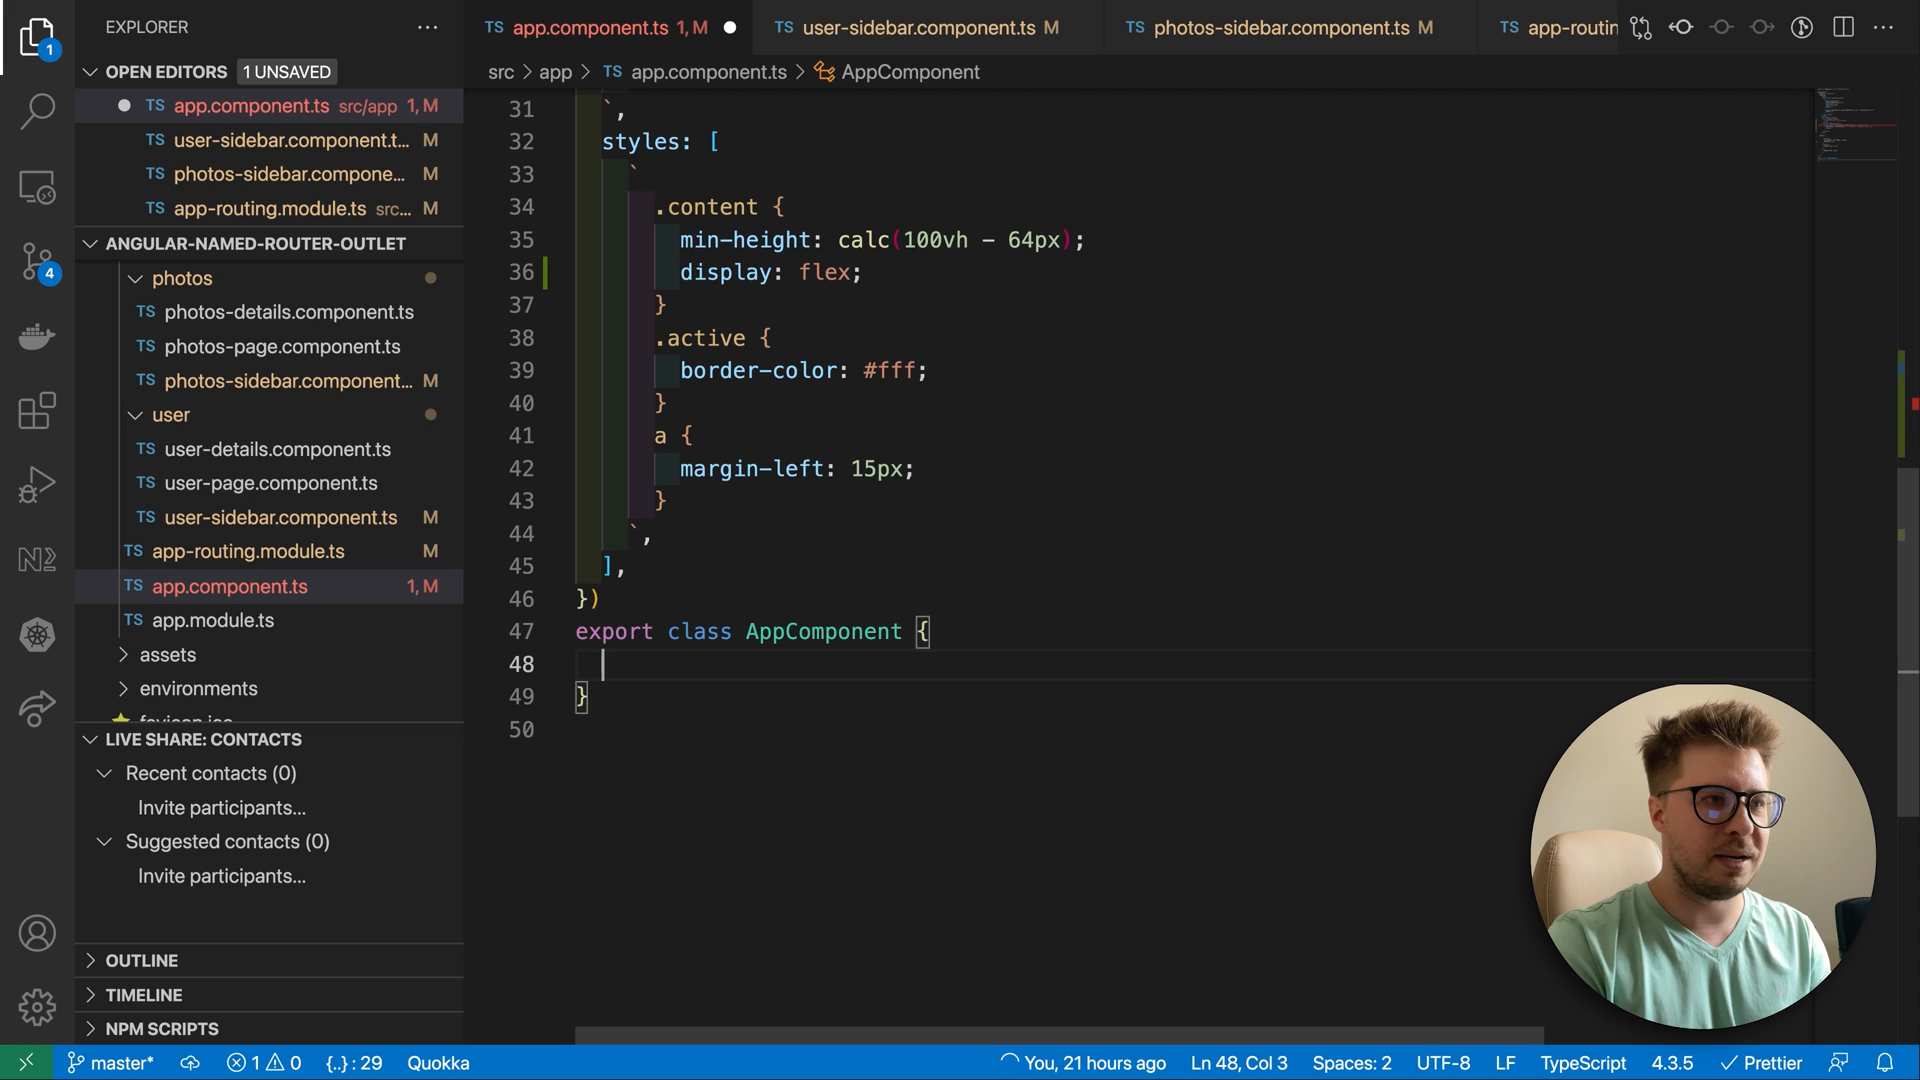 EXPLORER
OPEN EDITORS 1 UNSAVED
TS app.component.ts src/app 1, M
TS user-sidebar.component.t... M
TS photos-sidebar.compone... M
TS app-routing.module.ts src... M
ANGULAR-NAMED-ROUTER-OUTLET
photos
TS photos-details.component.ts
TS photos-page.component.ts
TS photos-sidebar.component... M
user
TS user-details.component.ts
TS user-page.component.ts
TS user-sidebar.component.ts M
TS app-routing.module.ts M
TS app.component.ts 1, M
TS app.module.ts
assets
environments
LIVE SHARE: CONTACTS
Recent contacts (0)
Invite participants...
Suggested contacts (0)
Invite participants...
OUTLINE
TIMELINE
NPM SCRIPTS
1
4
TS app.component.ts 1, M
TS user-sidebar.component.ts M
TS photos-sidebar.component.ts M
TS app-routin
src > app > TS app.component.ts > AppComponent
31 `,
32 styles: [
33 `
34 .content {
35 min-height: calc(100vh - 64px);
36 display: flex;
37 }
38 .active {
39 border-color: #fff;
40 }
41 a {
42 margin-left: 15px;
43 }
44 `,
45 ],
46 })
47 export class AppComponent {
48
49 }
50
master* 1 0 {..} : 29 Quokka You, 21 hours ago Ln 48, Col 3 Spaces: 2 UTF-8 LF TypeScript 4.3.5 Prettier